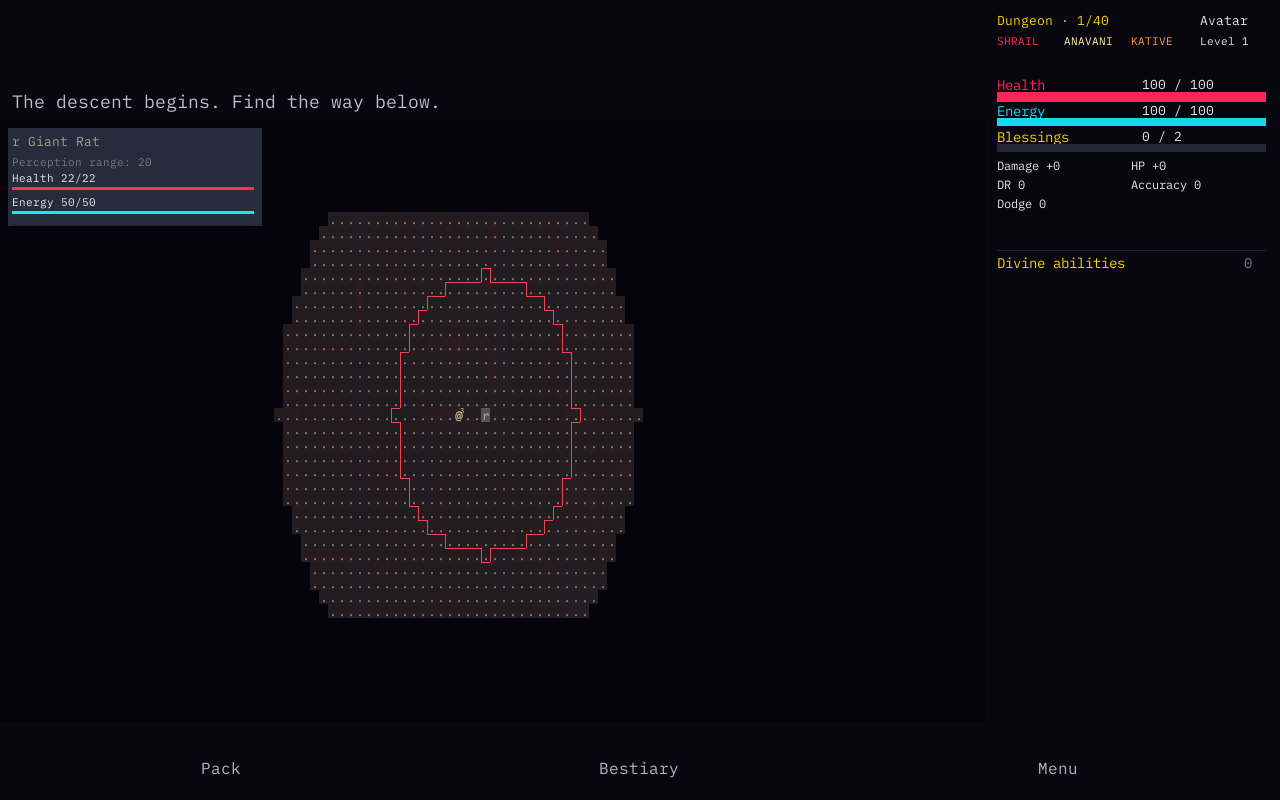 Dungeon · 1/40 Avatar
SHRAIL ANAVANI KATIVE Level 1
The descent begins. Find the way below.
Health 100 / 100
Energy 100 / 100
Blessings 0 / 2
Damage +0 HP +0
DR 0 Accuracy 0
Dodge 0
Divine abilities 0
r Giant Rat
Perception range: 20
Health 22/22
Energy 50/50
@ r
Pack Bestiary Menu